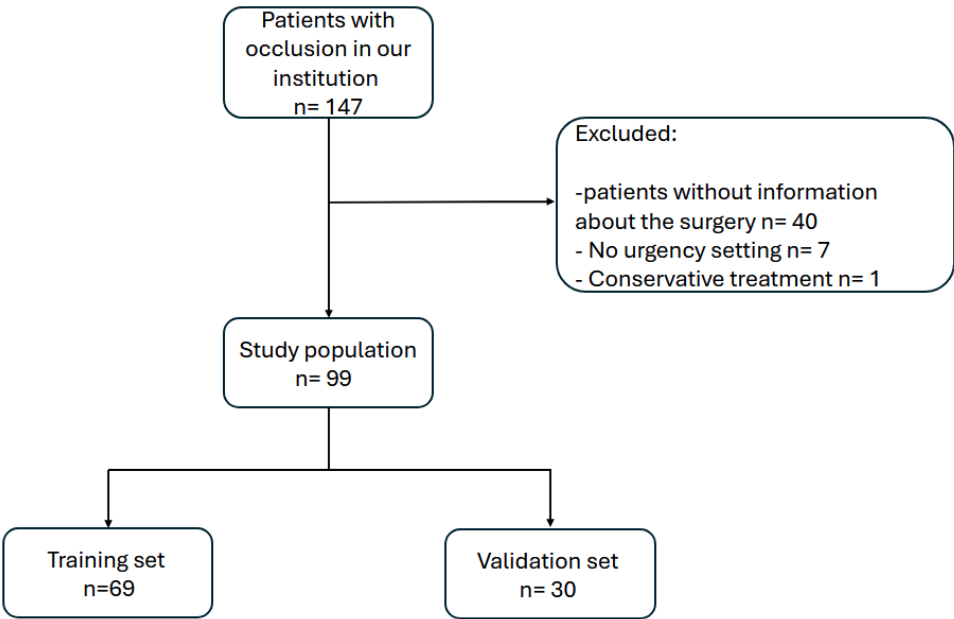 Patients with
occlusion in our
institution
n= 147
Excluded:
-patients without information
about the surgery n= 40
- No urgency setting n= 7
- Conservative treatment n= 1
Study population
n= 99
Training set
n=69
Validation set
n= 30